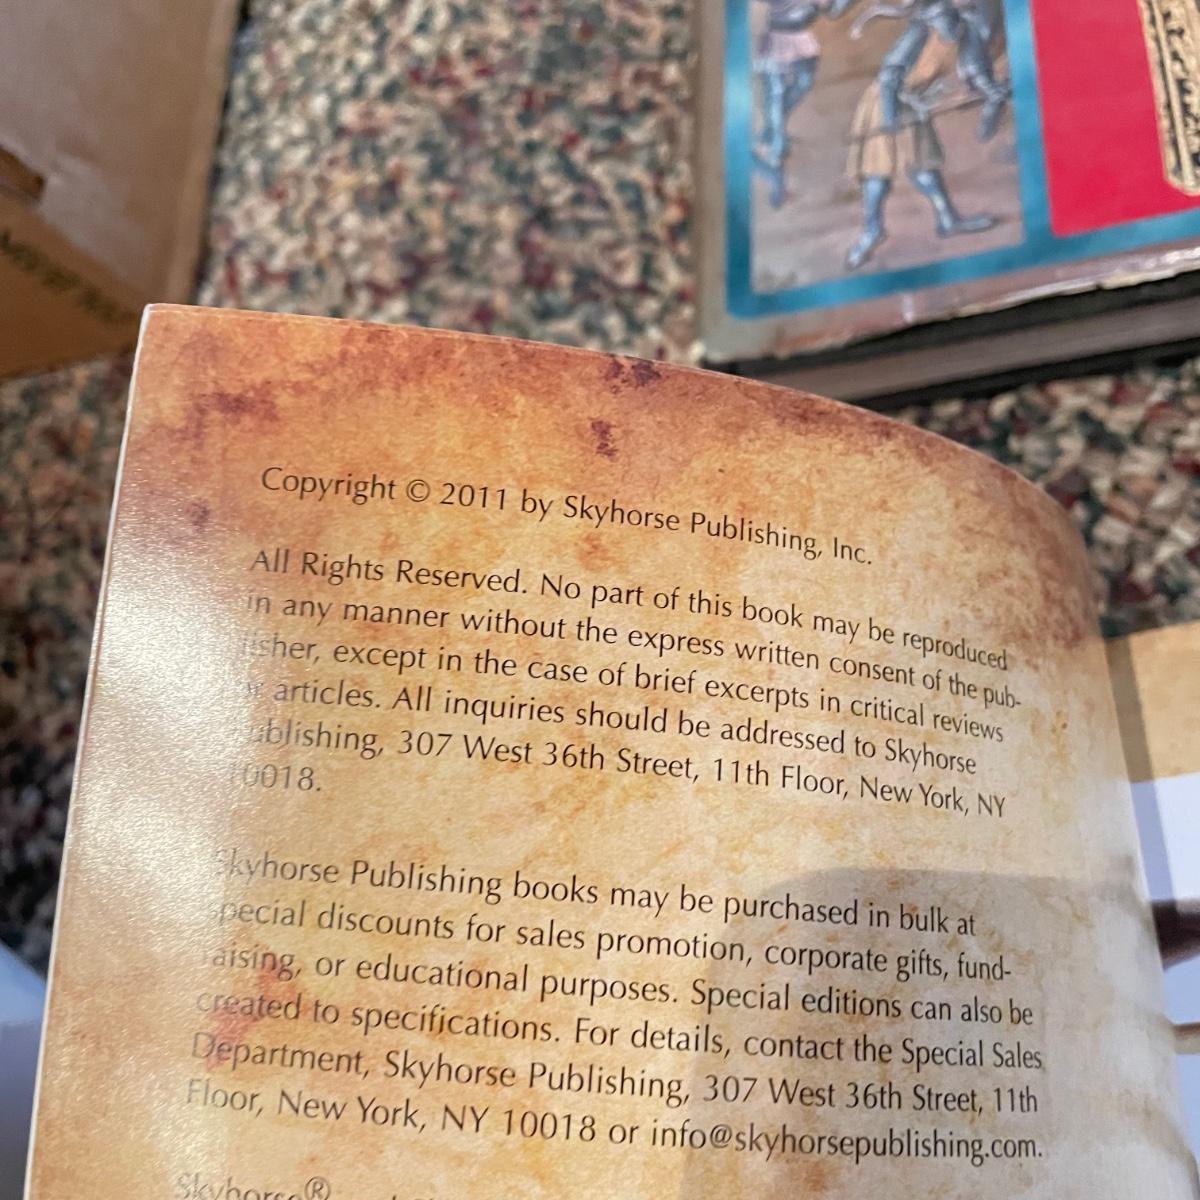 Copyright © 2011 by Skyhorse Publishing, Inc.
All Rights Reserved. No part of this book may be reproduced
in any manner without the express written consent of the pub-
lisher, except in the case of brief excerpts in critical reviews
or articles. All inquiries should be addressed to Skyhorse
Publishing, 307 West 36th Street, 11th Floor, New York, NY
10018.
Skyhorse Publishing books may be purchased in bulk at
special discounts for sales promotion, corporate gifts, fund-
raising, or educational purposes. Special editions can also be
created to specifications. For details, contact the Special Sales
Department, Skyhorse Publishing, 307 West 36th Street, 11th
Floor, New York, NY 10018 or info@skyhorsepublishing.com.
Skyhorse®